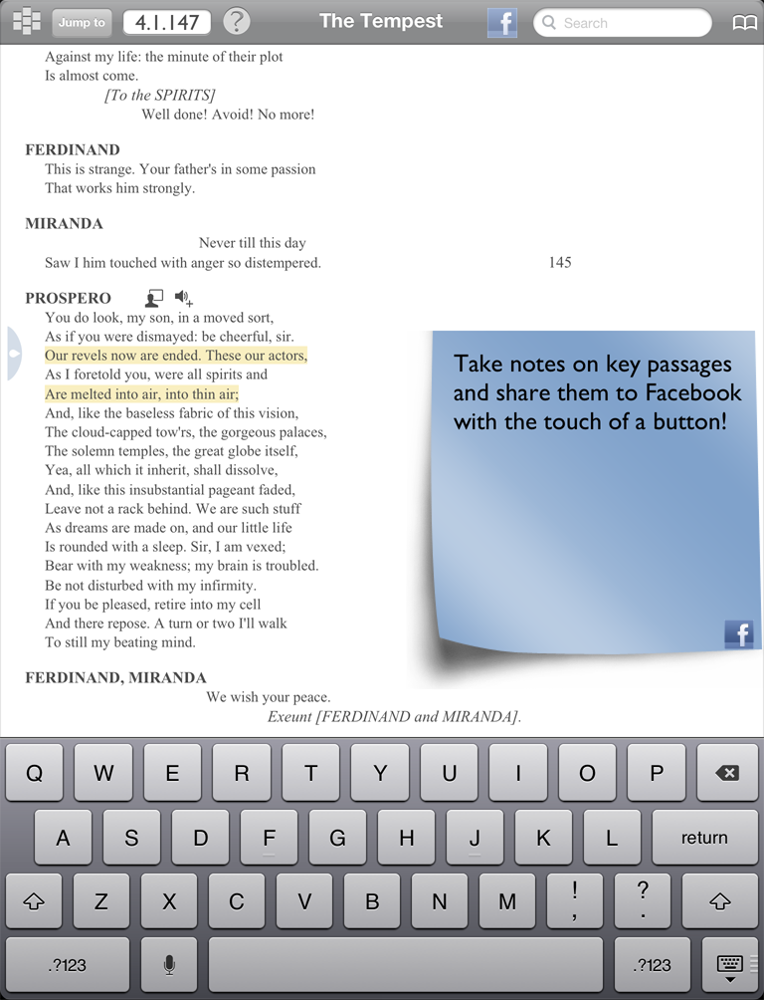 Jump to 4.1.147 ? The Tempest f Search
Against my life: the minute of their plot
Is almost come.
[To the SPIRITS]
Well done! Avoid! No more!
FERDINAND
This is strange. Your father's in some passion
That works him strongly.
MIRANDA
Never till this day
Saw I him touched with anger so distempered. 145
PROSPERO
You do look, my son, in a moved sort,
As if you were dismayed: be cheerful, sir.
Our revels now are ended. These our actors,
As I foretold you, were all spirits and
Are melted into air, into thin air;
And, like the baseless fabric of this vision,
The cloud-capped tow'rs, the gorgeous palaces,
The solemn temples, the great globe itself,
Yea, all which it inherit, shall dissolve,
And, like this insubstantial pageant faded,
Leave not a rack behind. We are such stuff
As dreams are made on, and our little life
Is rounded with a sleep. Sir, I am vexed;
Bear with my weakness; my brain is troubled.
Be not disturbed with my infirmity.
If you be pleased, retire into my cell
And there repose. A turn or two I'll walk
To still my beating mind.
FERDINAND, MIRANDA
We wish your peace.
Exeunt [FERDINAND and MIRANDA].
Take notes on key passages
and share them to Facebook
with the touch of a button!
f
Q W E R T Y U I O P
A S D F G H J K L return
Z X C V B N M ! , ? .
.?123 .?123